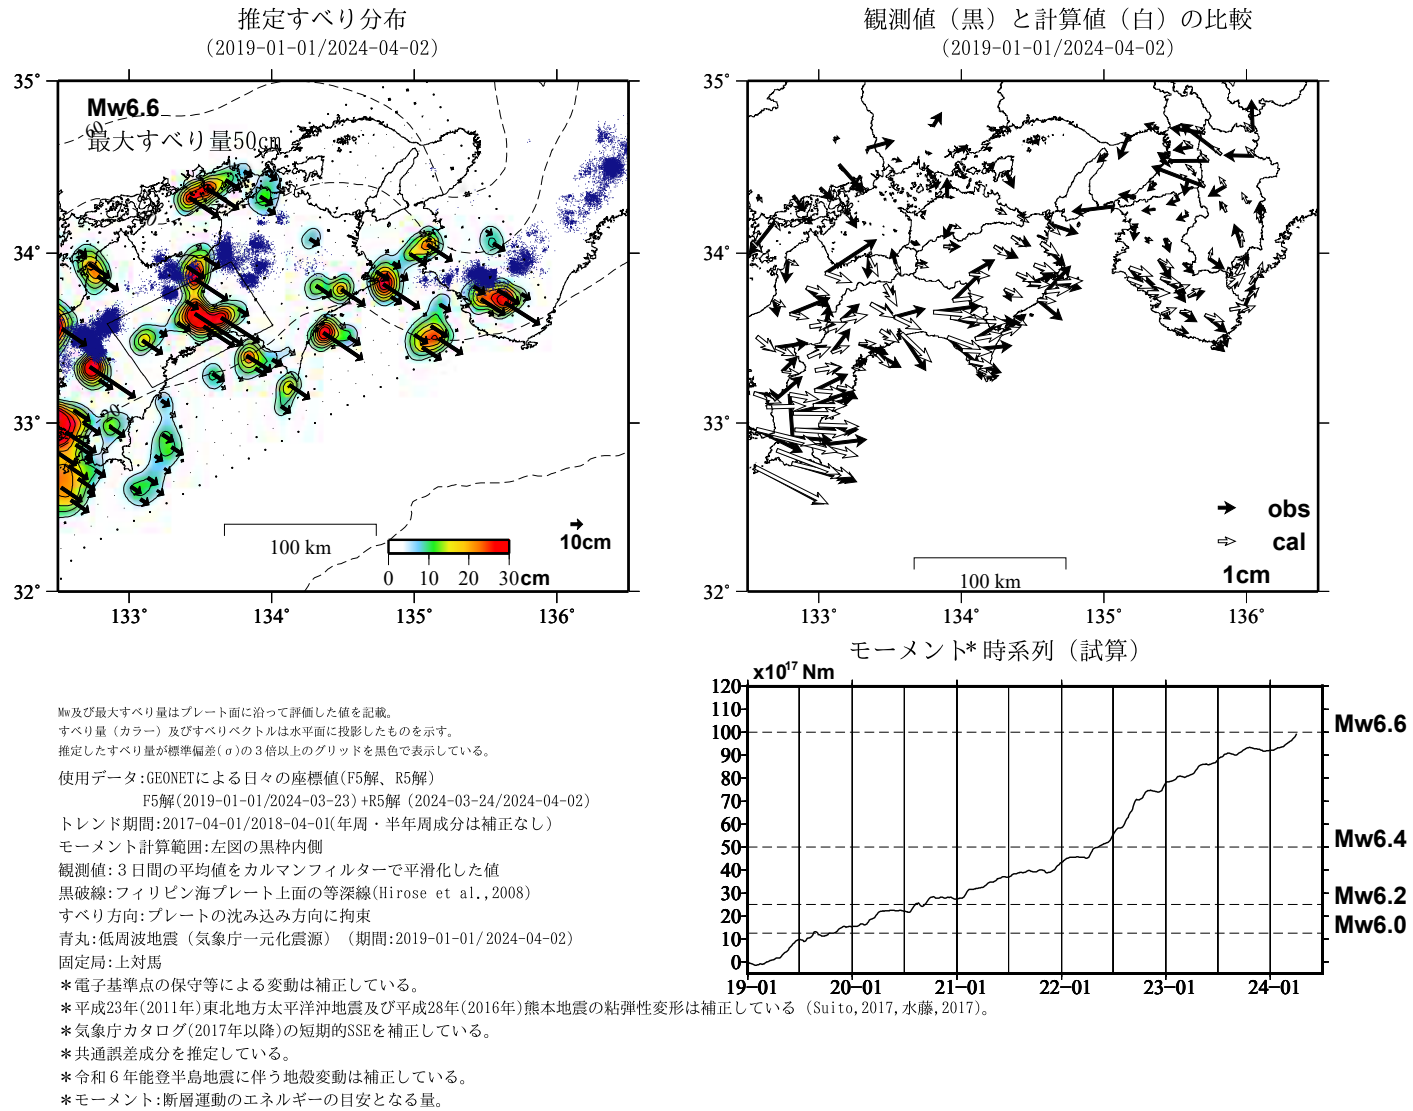 推定すべり分布
(2019-01-01/2024-04-02)
Mw6.6
最大すべり量50cm
60
35°
34°
33°
32°
133°
134°
135°
136°
100 km
10cm
0 10 20 30 cm
観測値（黒）と計算値（白）の比較
(2019-01-01/2024-04-02)
35°
34°
33°
32°
133°
134°
135°
136°
100 km
obs
cal
1cm
モーメント*時系列（試算）
x10¹⁷ Nm
120
110
100
90
80
70
60
50
40
30
20
10
0
Mw6.6
Mw6.4
Mw6.2
Mw6.0
19-01 20-01 21-01 22-01 23-01 24-01
Mw及び最大すべり量はプレート面に沿って評価した値を記載。
すべり量（カラー）及びすべりベクトルは水平面に投影したものを示す。
推定したすべり量が標準偏差(σ)の３倍以上のグリッドを黒色で表示している。
使用データ:GEONETによる日々の座標値(F5解、R5解)
F5解(2019-01-01/2024-03-23)+R5解(2024-03-24/2024-04-02)
トレンド期間:2017-04-01/2018-04-01(年周・半年周成分は補正なし)
モーメント計算範囲:左図の黒枠内側
観測値:３日間の平均値をカルマンフィルターで平滑化した値
黒破線:フィリピン海プレート上面の等深線(Hirose et al.,2008)
すべり方向:プレートの沈み込み方向に拘束
青丸:低周波地震（気象庁一元化震源）（期間:2019-01-01/2024-04-02）
固定局:上対馬
＊電子基準点の保守等による変動は補正している。
＊平成23年(2011年)東北地方太平洋沖地震及び平成28年(2016年)熊本地震の粘弾性変形は補正している（Suito,2017,水藤,2017)。
＊気象庁カタログ(2017年以降)の短期的SSEを補正している。
＊共通誤差成分を推定している。
＊令和６年能登半島地震に伴う地殻変動は補正している。
＊モーメント:断層運動のエネルギーの目安となる量。